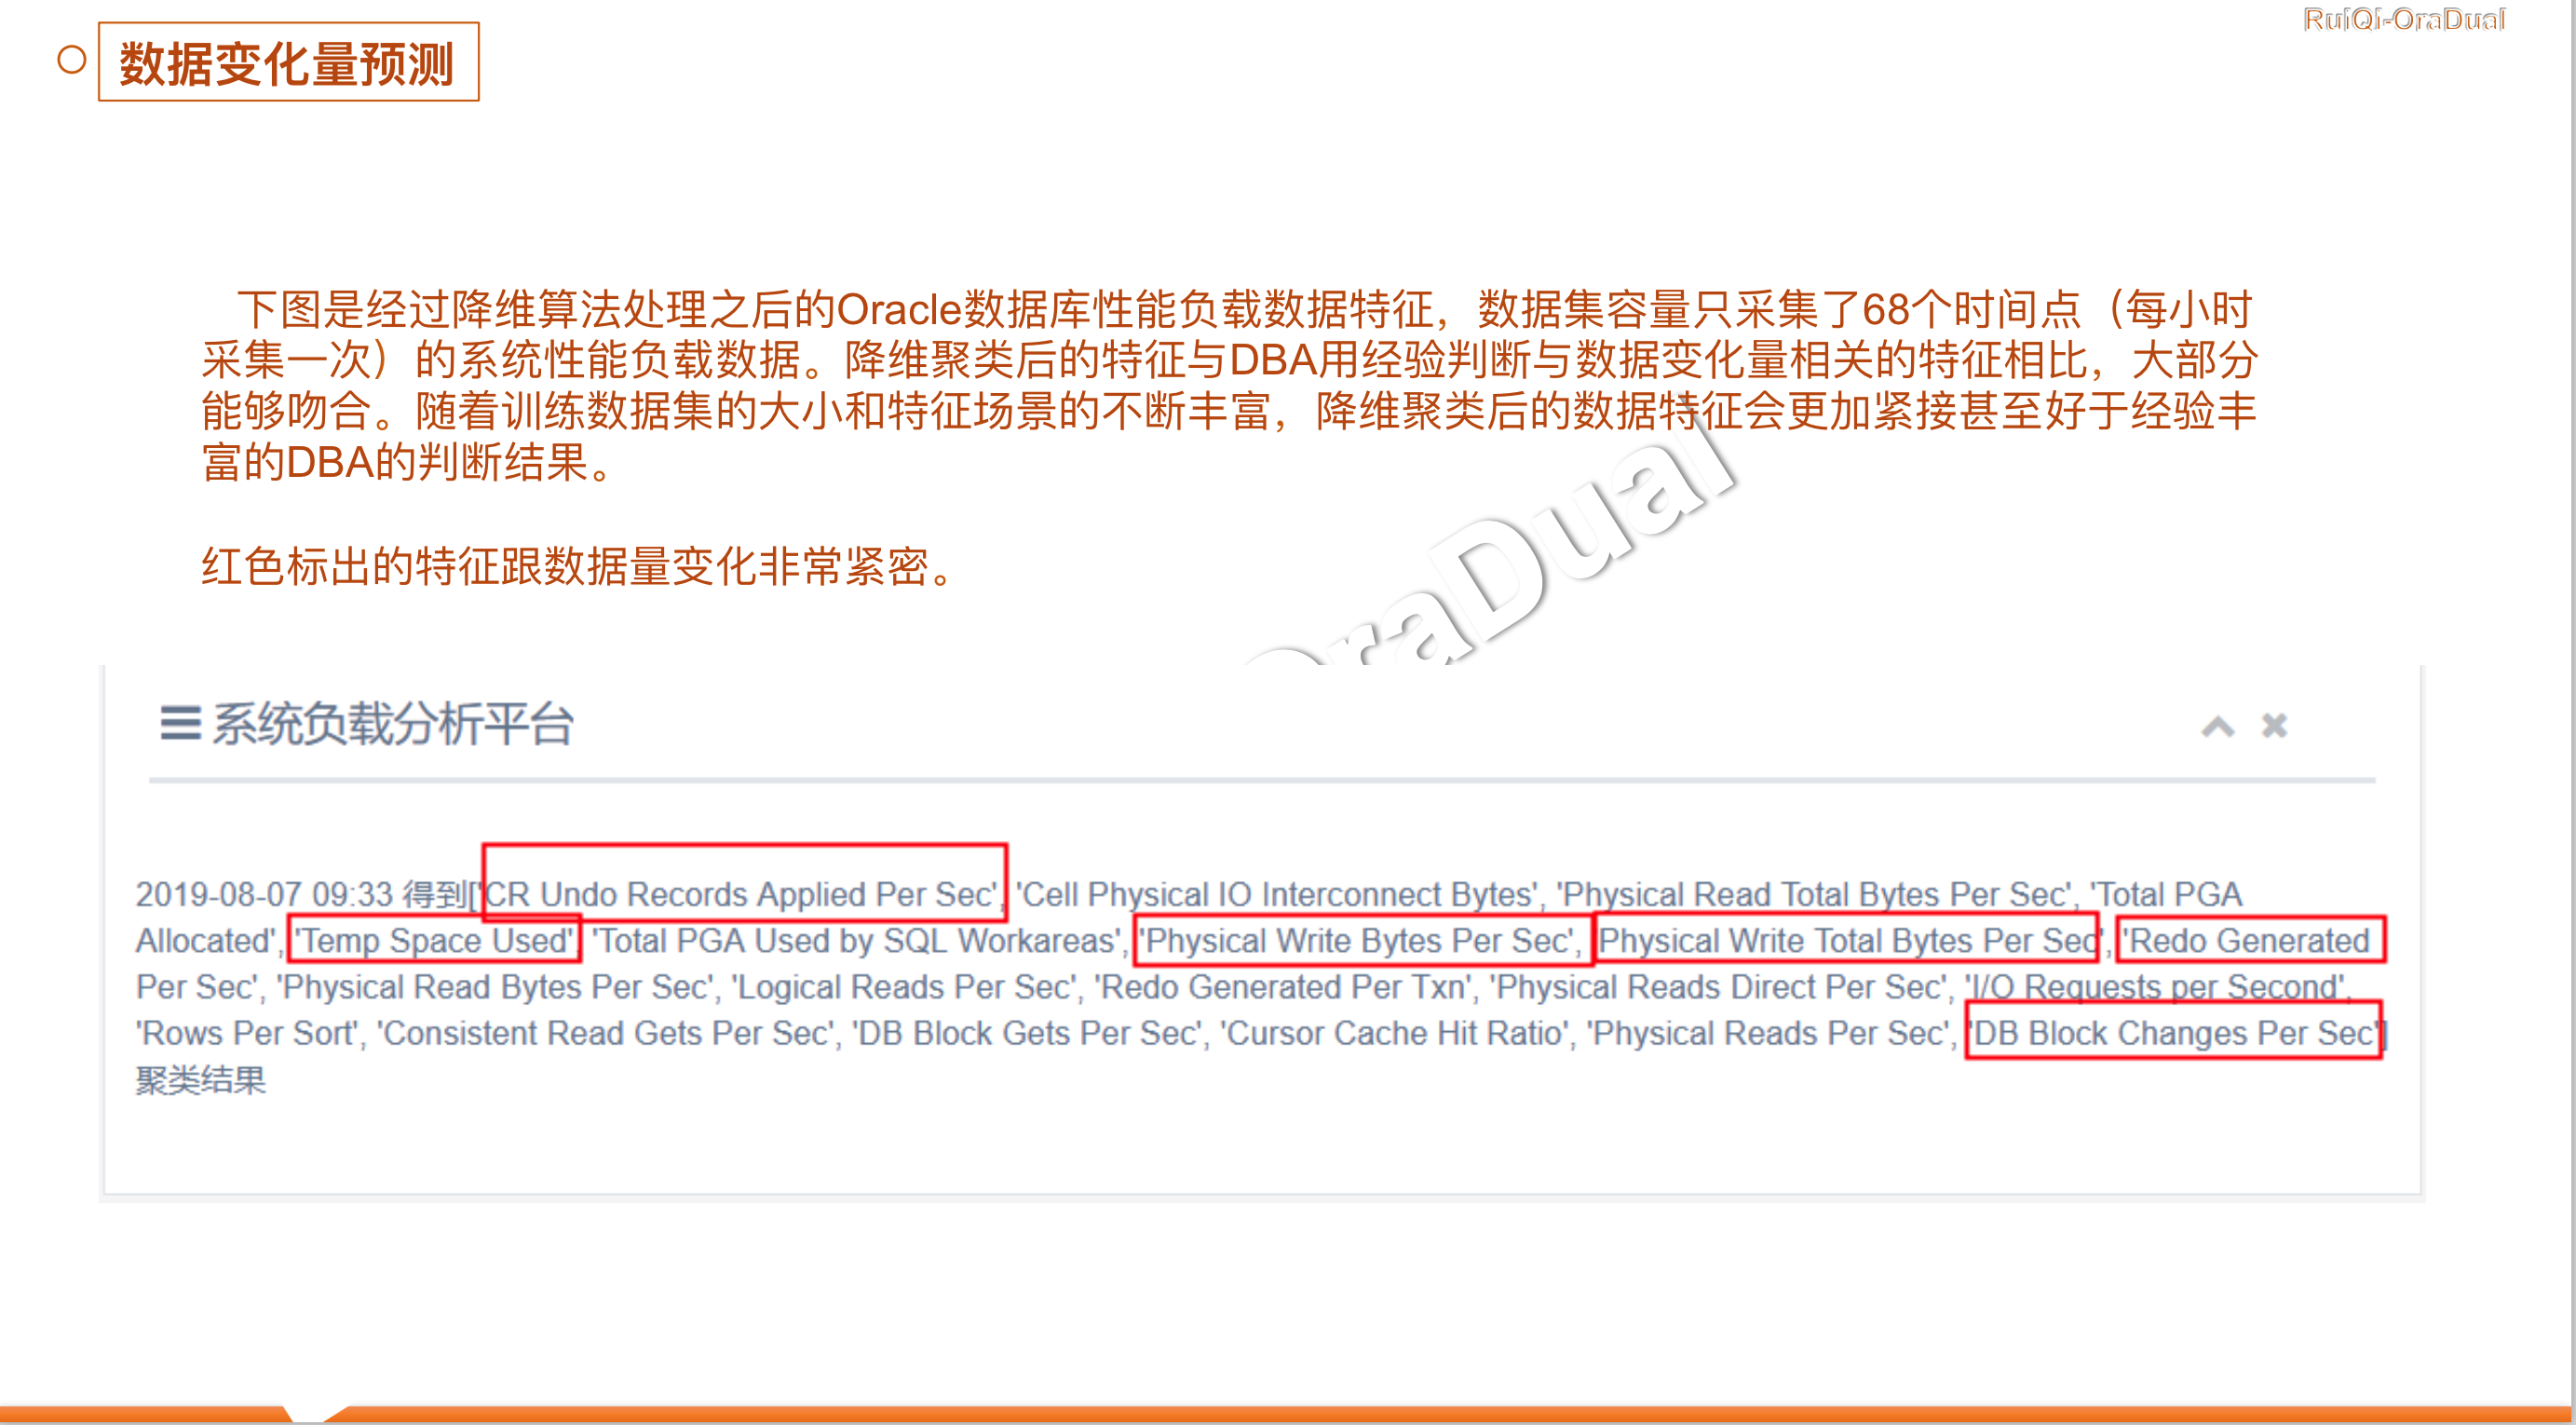 RuiQi-OraDual
数据变化量预测
下图是经过降维算法处理之后的Oracle数据库性能负载数据特征，数据集容量只采集了68个时间点（每小时
采集一次）的系统性能负载数据。降维聚类后的特征与DBA用经验判断与数据变化量相关的特征相比，大部分
能够吻合。随着训练数据集的大小和特征场景的不断丰富，降维聚类后的数据特征会更加紧接甚至好于经验丰
富的DBA的判断结果。
红色标出的特征跟数据量变化非常紧密。
OraDual
系统负载分析平台
2019-08-07 09:33 得到['CR Undo Records Applied Per Sec', 'Cell Physical IO Interconnect Bytes', 'Physical Read Total Bytes Per Sec', 'Total PGA
Allocated', 'Temp Space Used', 'Total PGA Used by SQL Workareas', 'Physical Write Bytes Per Sec', 'Physical Write Total Bytes Per Sec', 'Redo Generated
Per Sec', 'Physical Read Bytes Per Sec', 'Logical Reads Per Sec', 'Redo Generated Per Txn', 'Physical Reads Direct Per Sec', 'I/O Requests per Second',
'Rows Per Sort', 'Consistent Read Gets Per Sec', 'DB Block Gets Per Sec', 'Cursor Cache Hit Ratio', 'Physical Reads Per Sec', 'DB Block Changes Per Sec']
聚类结果